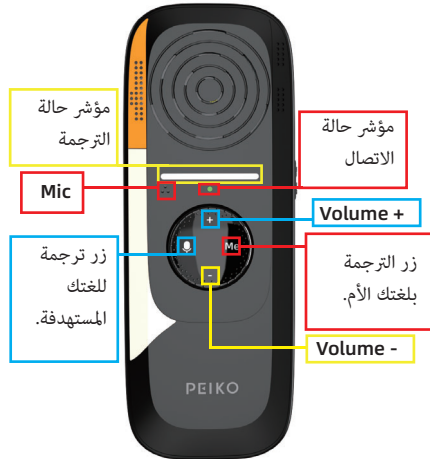 مؤشر حالة
الترجمة
مؤشر حالة
الاتصال
Mic
Volume +
+
Me
-
زر ترجمة
للغتك
المستهدفة.
زر الترجمة
بلغتك الأم.
Volume -
PEIKO